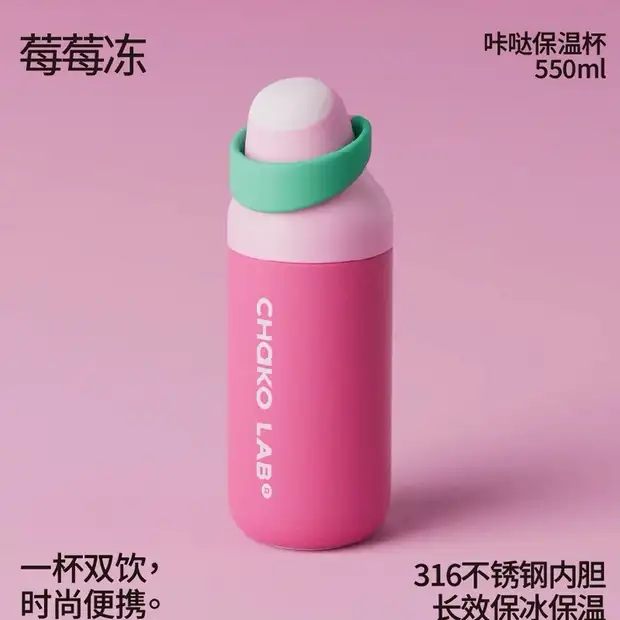 莓莓冻
咔哒保温杯
550ml
CHAKO LAB
一杯双饮，
时尚便携。
316不锈钢内胆
长效保冰保温